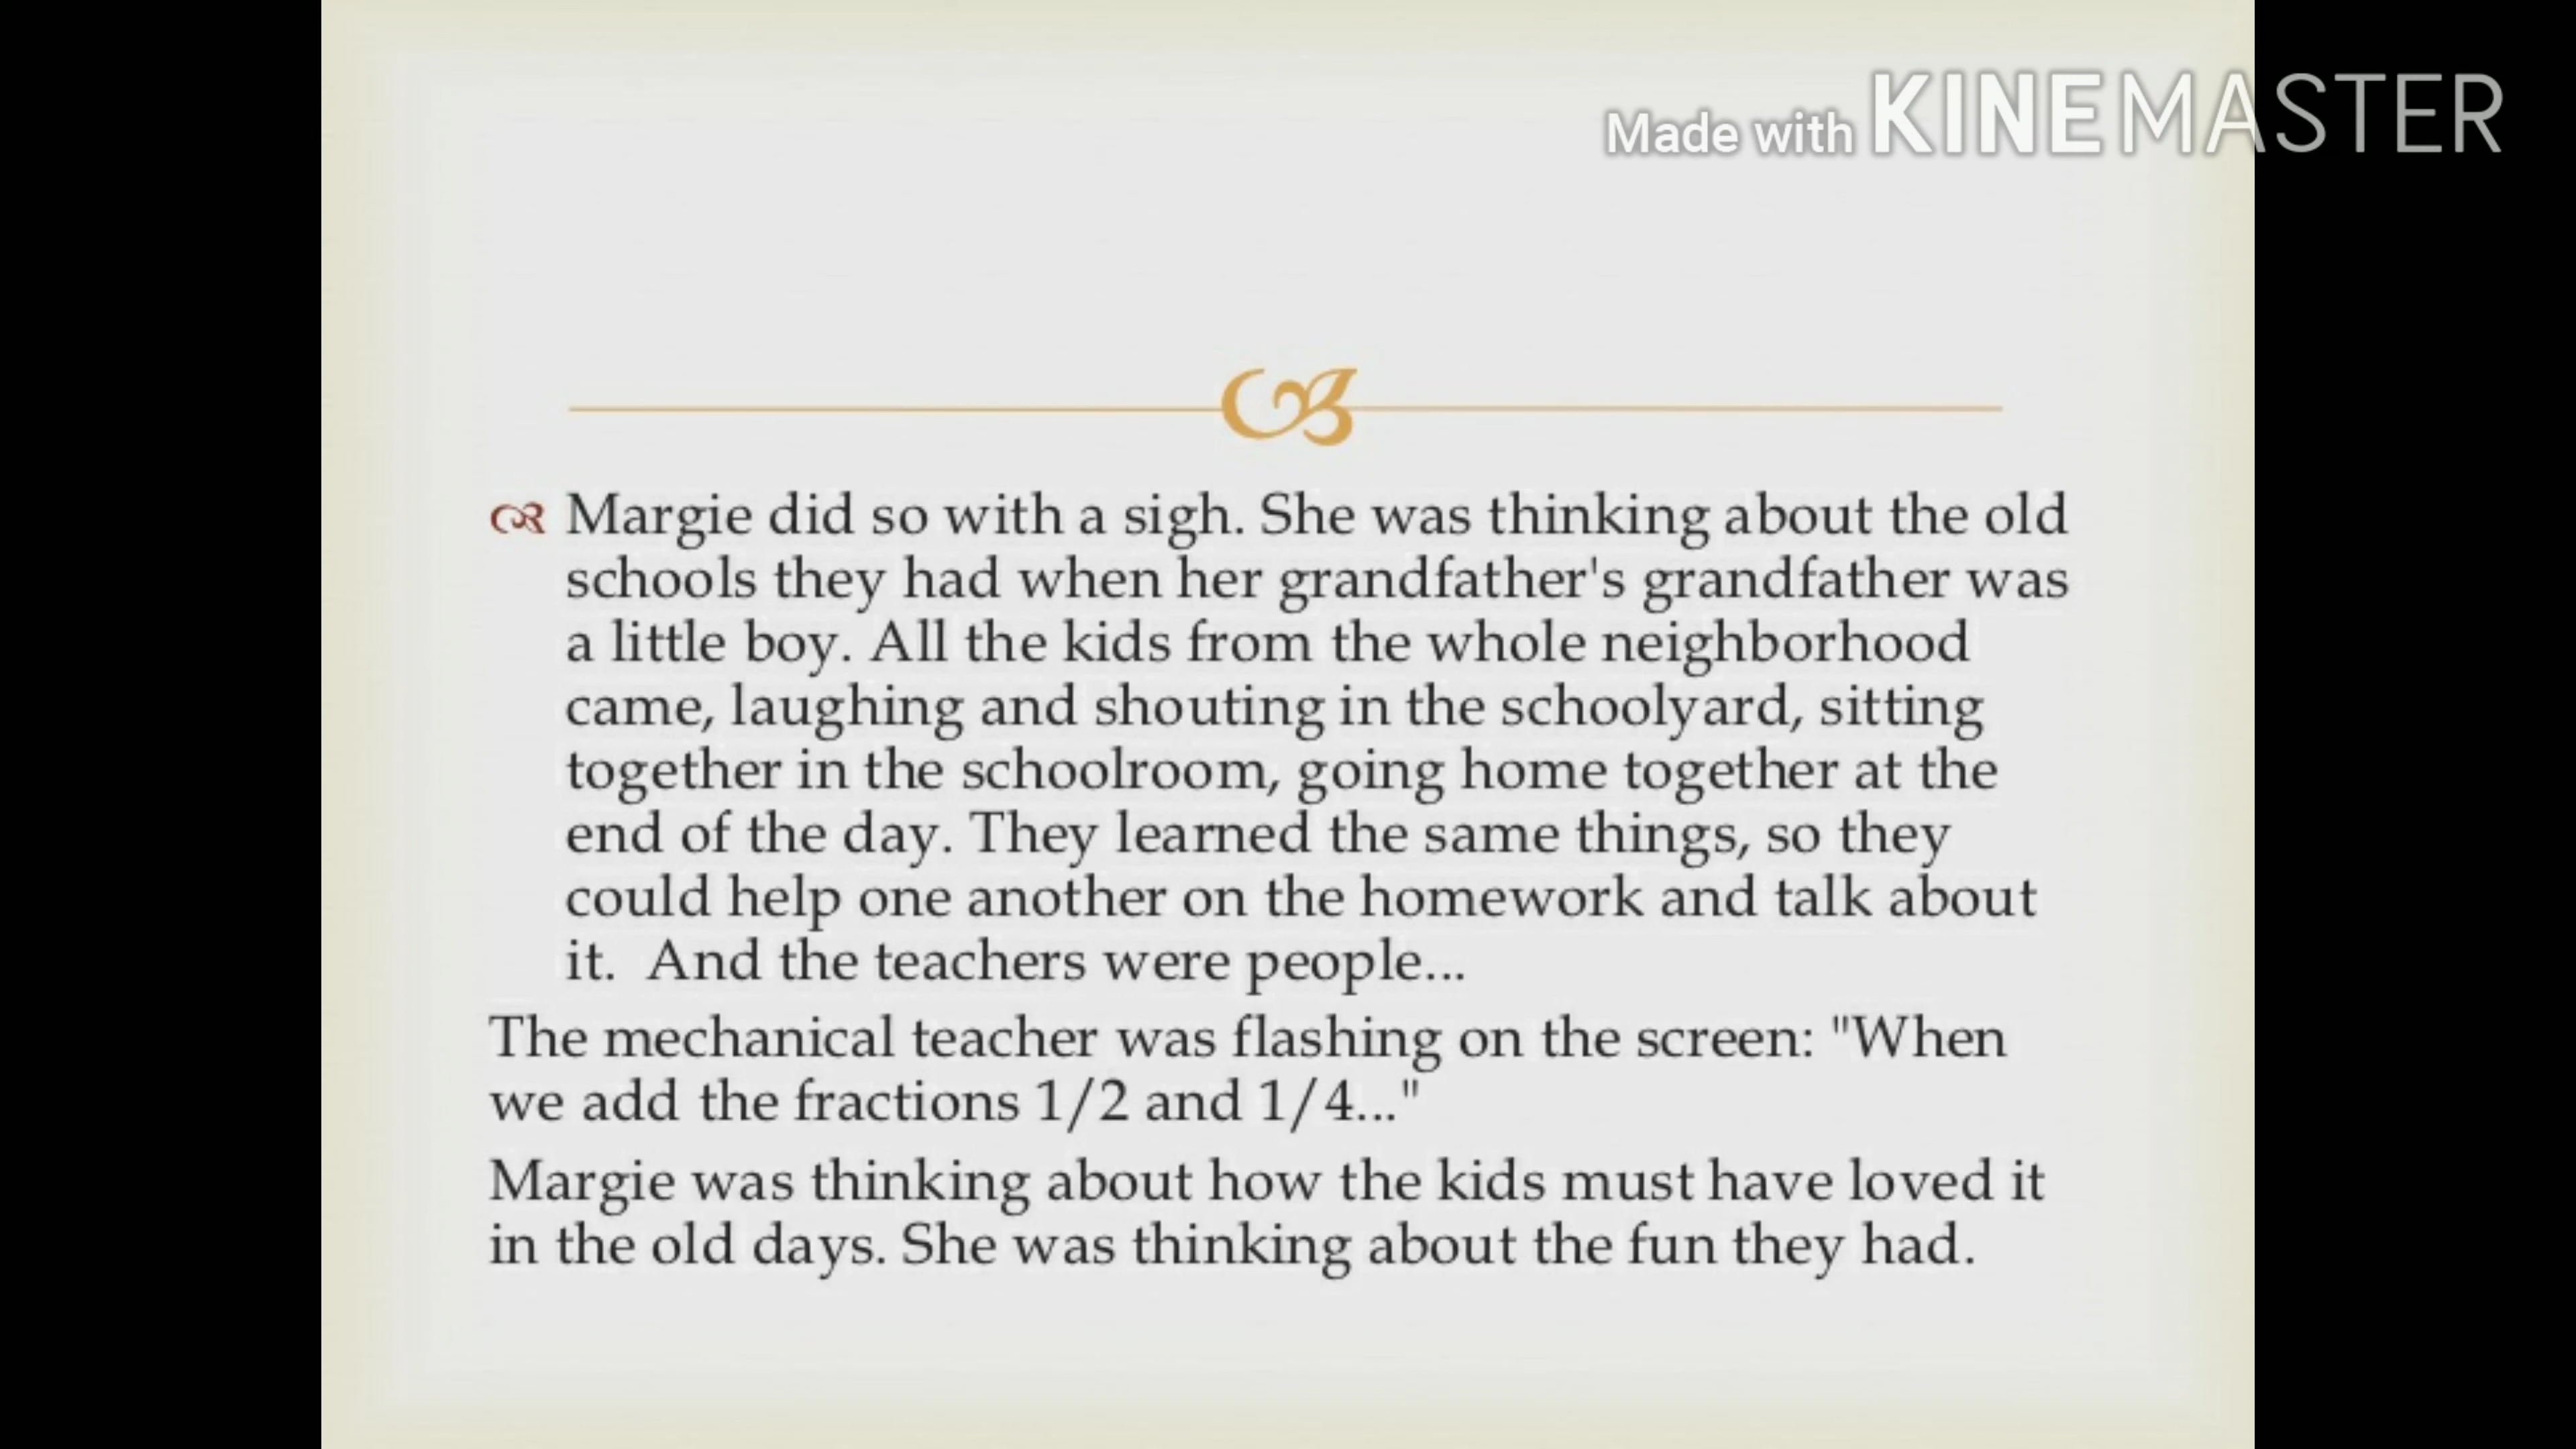 Made with KINEMASTER
Margie did so with a sigh. She was thinking about the old
schools they had when her grandfather's grandfather was
a little boy. All the kids from the whole neighborhood
came, laughing and shouting in the schoolyard, sitting
together in the schoolroom, going home together at the
end of the day. They learned the same things, so they
could help one another on the homework and talk about
it.  And the teachers were people...
The mechanical teacher was flashing on the screen: "When
we add the fractions 1/2 and 1/4..."
Margie was thinking about how the kids must have loved it
in the old days. She was thinking about the fun they had.